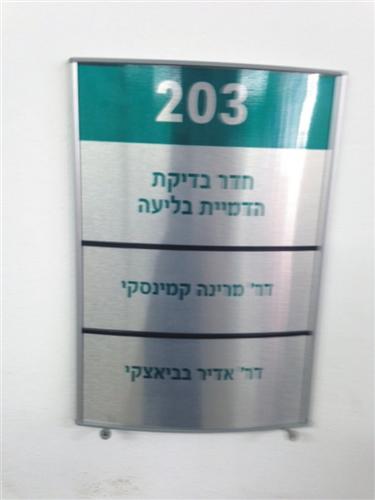 203
חדר בדיקת
הדמיית בליעה
דר' מרינה קמינסקי
דר' אדיר בביאצקי